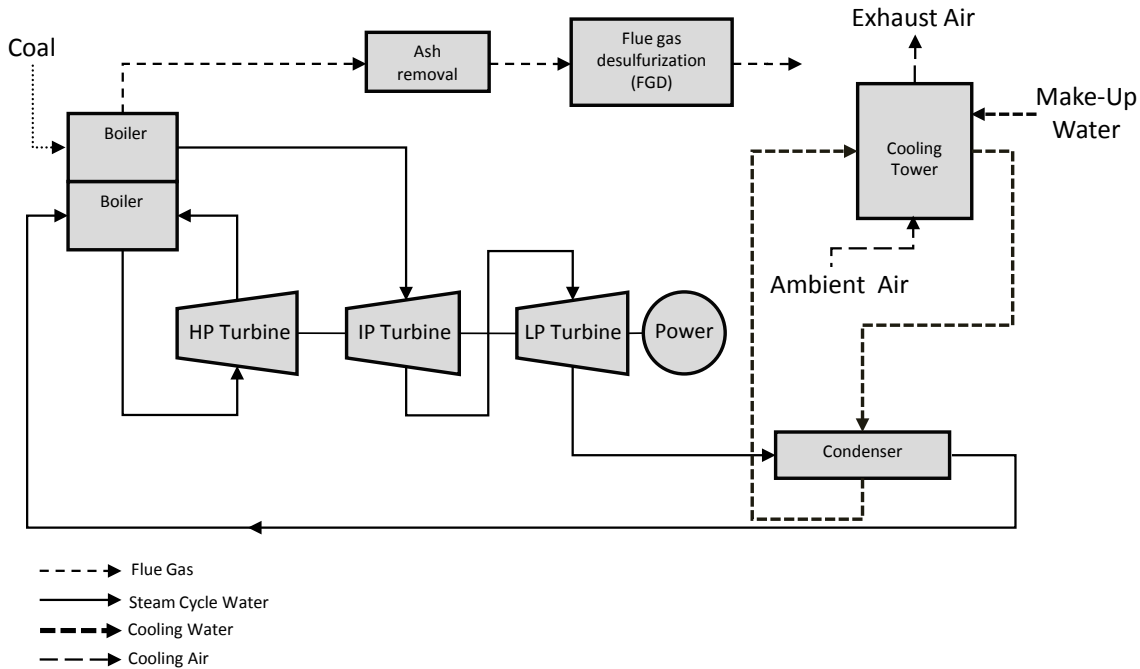 Exhaust Air
Coal
Ash
removal
Flue gas
desulfurization
(FGD)
Make-Up
Water
Boiler
Cooling
Tower
Boiler
Ambient Air
HP Turbine
IP Turbine
LP Turbine
Power
Condenser
Flue Gas
Steam Cycle Water
Cooling Water
Cooling Air